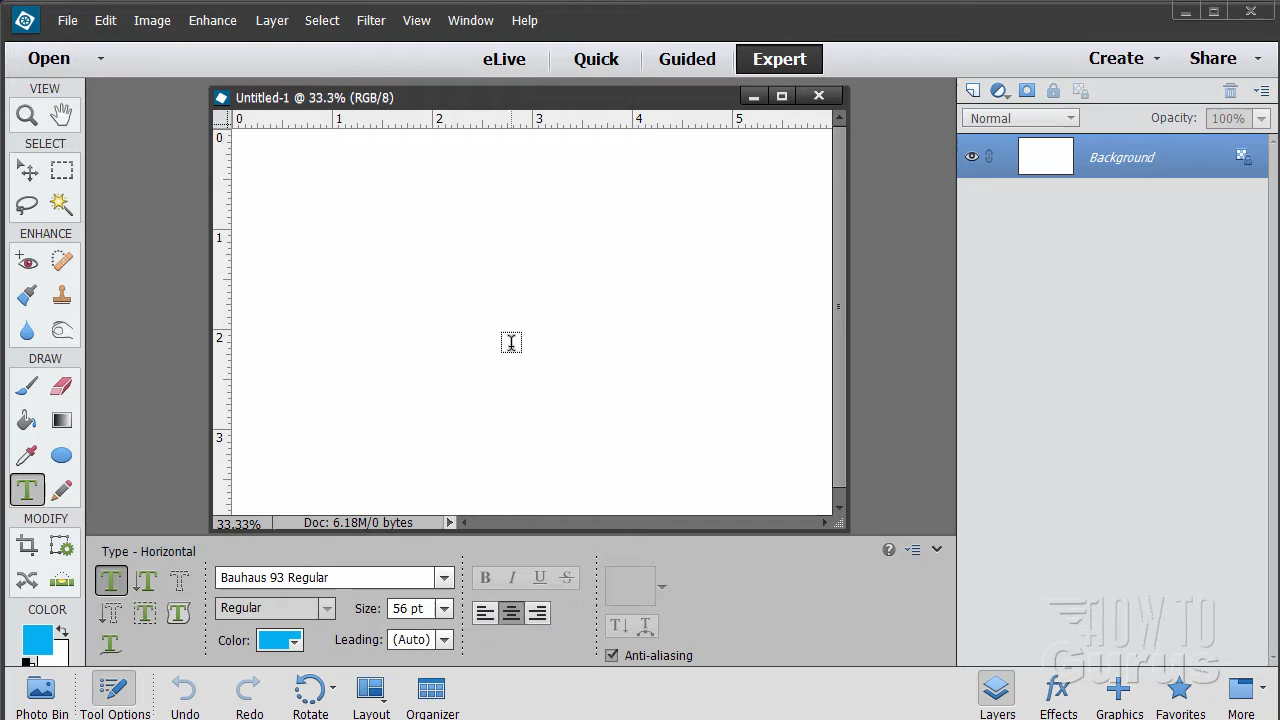 File Edit Image Enhance Layer Select Filter View Window Help
Open eLive Quick Guided Expert Create Share
VIEW
SELECT
ENHANCE
DRAW
MODIFY
COLOR
Untitled-1 @ 33.3% (RGB/8)
0 1 2 3 4 5
0
1
2
3
33.33% Doc: 6.18M/0 bytes
Normal Opacity: 100%
Background
Type - Horizontal
Bauhaus 93 Regular
Regular Size: 56 pt
Color: Leading: (Auto)
B I U S
Anti-aliasing
HOW TO
Gurus
Photo Bin Tool Options Undo Redo Rotate Layout Organizer Layers Effects Graphics Favorites More